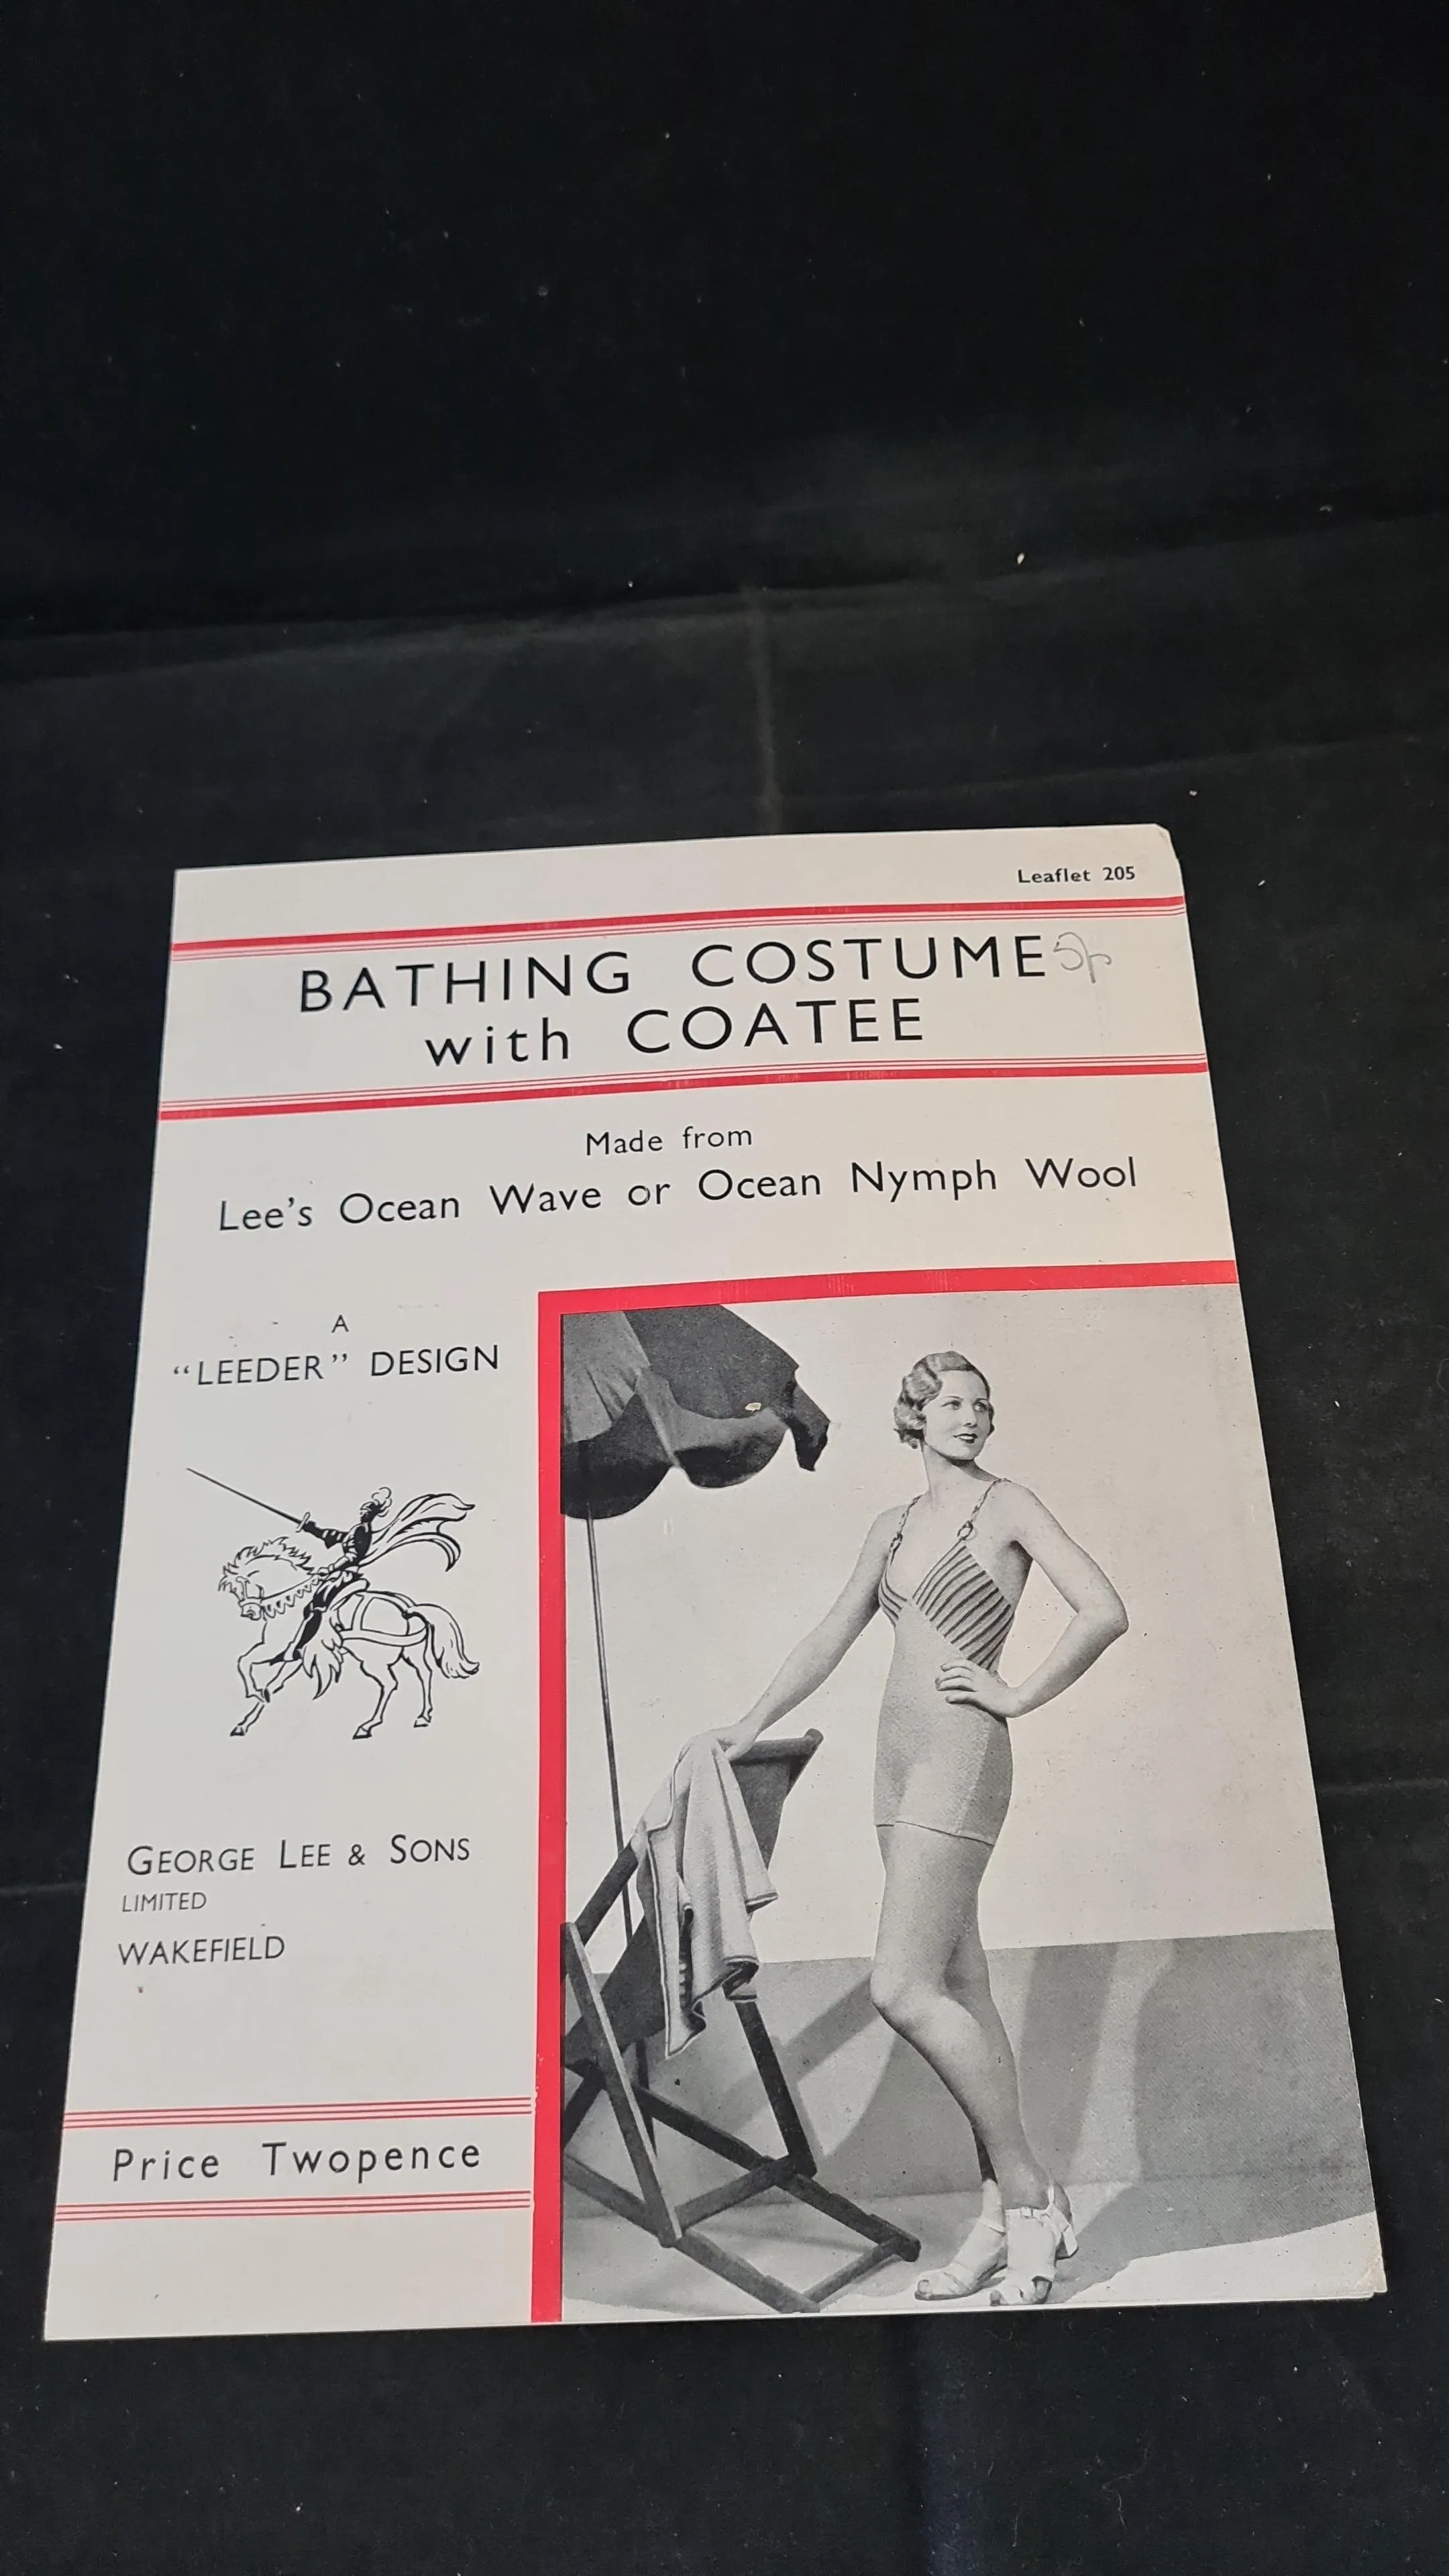 Leaflet 205
BATHING COSTUME
with COATEE
Made from
Lee's Ocean Wave or Ocean Nymph Wool
A
“LEEDER” DESIGN
GEORGE LEE & SONS
LIMITED
WAKEFIELD
Price Twopence